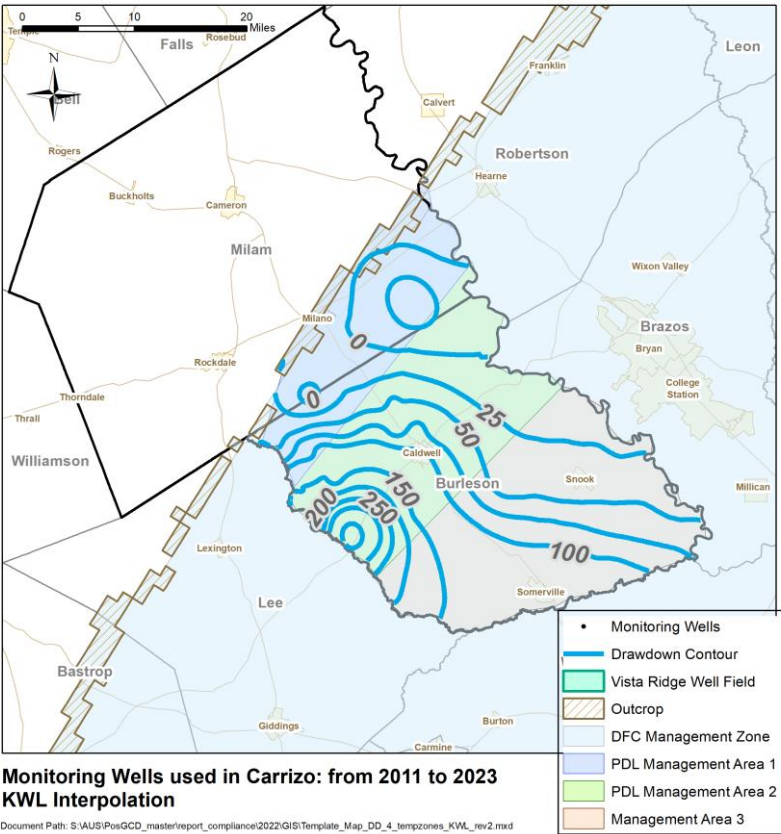 0 5 10 20
Miles
Temple
Falls
Rosebud
Leon
N
Bell
Franklin
Calvert
Robertson
Rogers
Hearne
Buckholts
Cameron
Milam
Wixon Valley
Milano
0
Brazos
Rockdale
Bryan
College
Station
Thorndale
0
25
Thrall
50
Caldwell
Williamson
Snook
150
Burleson
Millican
200
250
Lexington
100
Lee
Somerville
Bastrop
Giddings
Burton
Carmine
Monitoring Wells
Drawdown Contour
Vista Ridge Well Field
Outcrop
DFC Management Zone
PDL Management Area 1
PDL Management Area 2
Management Area 3
Monitoring Wells used in Carrizo: from 2011 to 2023
KWL Interpolation
Document Path: S:\AUS\PosGCD_master\report_compliance\2022\GIS\Template_Map_DD_4_tempzones_KWL_rev2.mxd